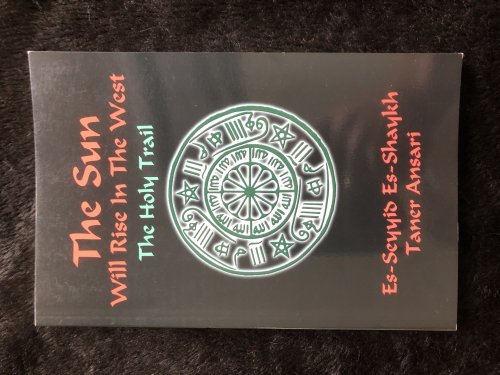 The Sun
Will Rise In The West
The Holy Trail
Es-Seyyid Es-Shaykh
Taner Ansari